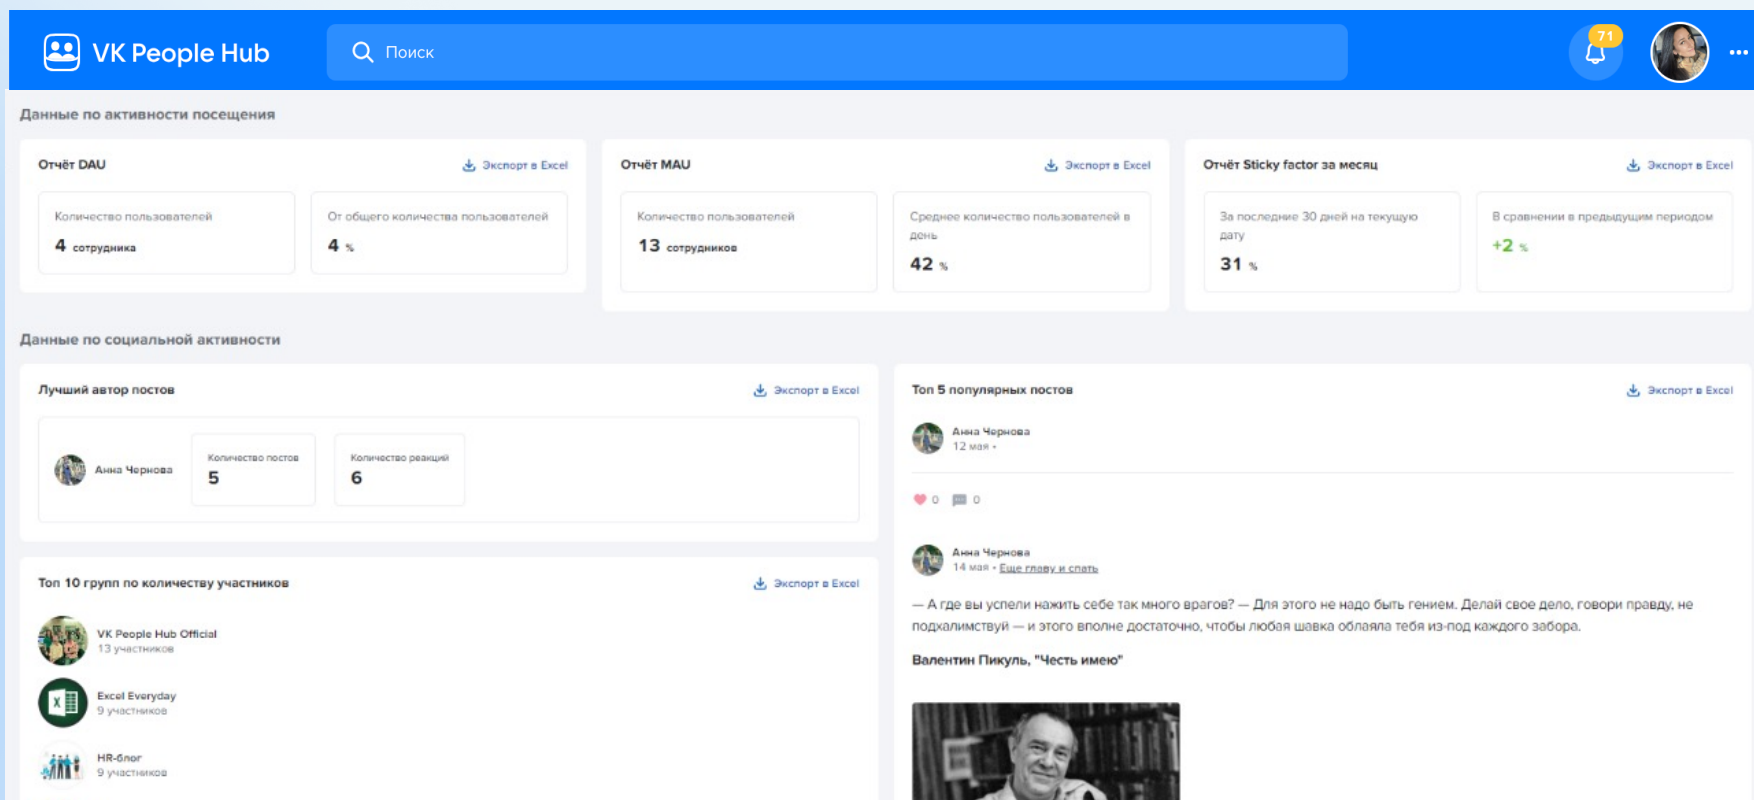 VK People Hub
Поиск
71
Данные по активности посещения
Отчёт DAU
Экспорт в Excel
Количество пользователей
4 сотрудника
От общего количества пользователей
4 %
Отчёт MAU
Экспорт в Excel
Количество пользователей
13 сотрудников
Среднее количество пользователей в
день
42 %
Отчёт Sticky factor за месяц
Экспорт в Excel
За последние 30 дней на текущую
дату
31 %
В сравнении в предыдущим периодом
+2 %
Данные по социальной активности
Лучший автор постов
Экспорт в Excel
Анна Чернова
Количество постов
5
Количество реакций
6
Топ 10 групп по количеству участников
Экспорт в Excel
VK People Hub Official
13 участников
Excel Everyday
9 участников
HR-блог
9 участников
Топ 5 популярных постов
Экспорт в Excel
Анна Чернова
12 мая •
0 0
Анна Чернова
14 мая • Еще главу и спать
— А где вы успели нажить себе так много врагов? — Для этого не надо быть гением. Делай свое дело, говори правду, не
подхалимствуй — и этого вполне достаточно, чтобы любая шавка облаяла тебя из-под каждого забора.
Валентин Пикуль, "Честь имею"